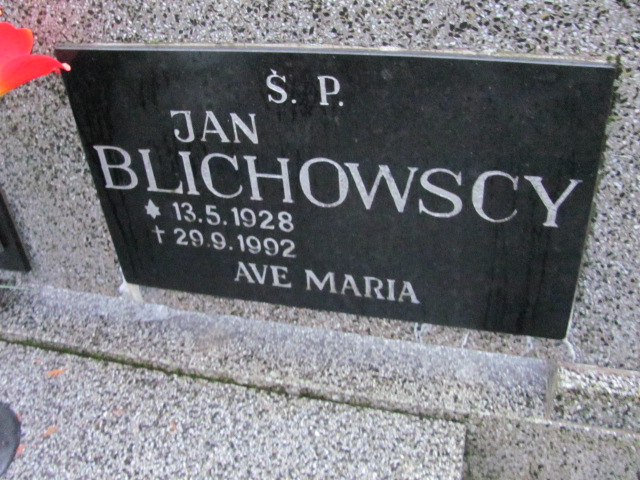 Ś. P.
JAN
BLICHOWSCY
* 13.5.1928
† 29.9.1992
AVE MARIA